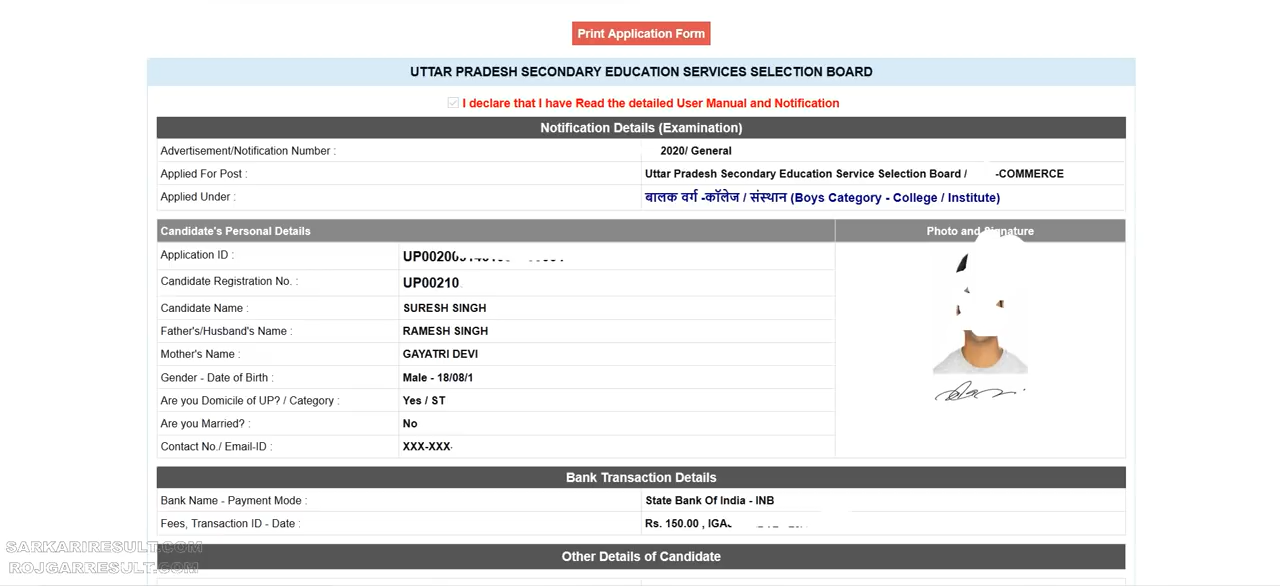 Print Application Form
UTTAR PRADESH SECONDARY EDUCATION SERVICES SELECTION BOARD
I declare that I have Read the detailed User Manual and Notification
Notification Details (Examination)
Advertisement/Notification Number : 2020/ General
Applied For Post : Uttar Pradesh Secondary Education Service Selection Board / -COMMERCE
Applied Under : बालक वर्ग -कॉलेज / संस्थान (Boys Category - College / Institute)
Candidate's Personal Details Photo and Signature
Application ID :
Candidate Registration No. : UP00210
Candidate Name : SURESH SINGH
Father's/Husband's Name : RAMESH SINGH
Mother's Name : GAYATRI DEVI
Gender - Date of Birth : Male - 18/08/1
Are you Domicile of UP? / Category : Yes / ST
Are you Married? : No
Contact No./ Email-ID : XXX-XXX
Bank Transaction Details
Bank Name - Payment Mode : State Bank Of India - INB
Fees, Transaction ID - Date : Rs. 150.00 ,
Other Details of Candidate
SARKARIRESULT.COM
ROJGARRESULT.COM